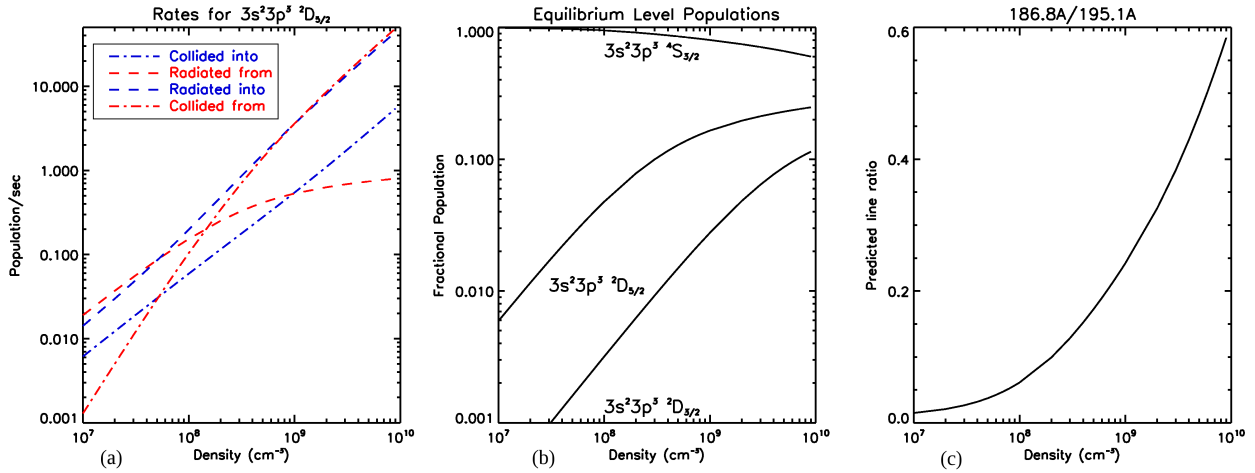 Rates for 3s²3p³ ²D₅/₂
Collided into
Radiated from
Radiated into
Collided from
10.000
1.000
0.100
0.010
0.001
Population/sec
10⁷ 10⁸ 10⁹ 10¹⁰
Density (cm⁻³)
(a)
Equilibrium Level Populations
3s²3p³ ⁴S₃/₂
3s²3p³ ²D₅/₂
3s²3p³ ²D₃/₂
1.000
0.100
0.010
0.001
Fractional Population
10⁷ 10⁸ 10⁹ 10¹⁰
Density (cm⁻³)
(b)
186.8A/195.1A
0.6
0.4
0.2
0.0
Predicted line ratio
10⁷ 10⁸ 10⁹ 10¹⁰
Density (cm⁻³)
(c)